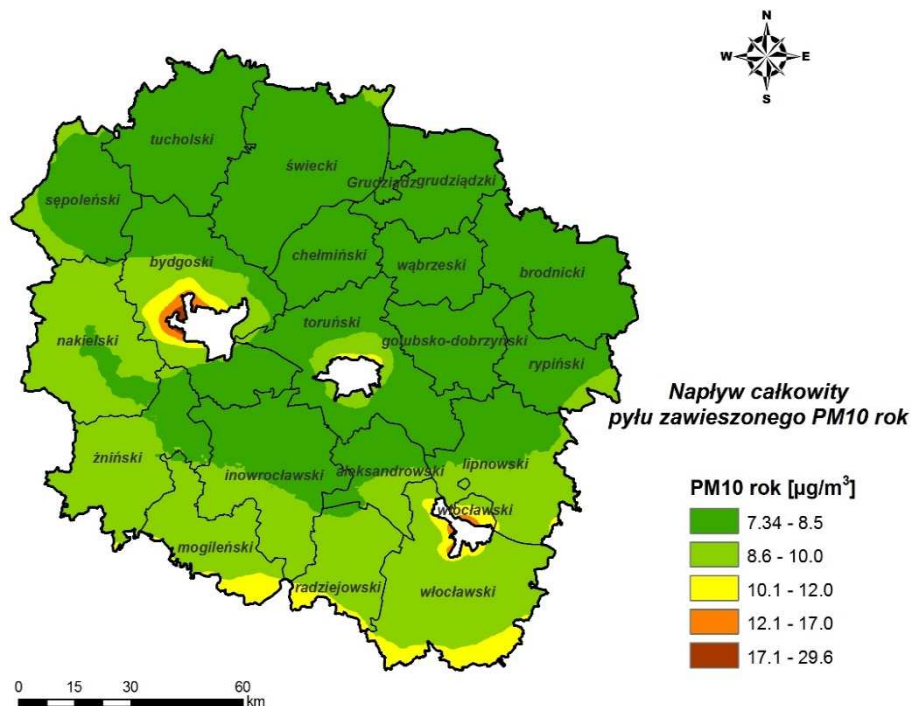 N
W E
S
tucholski
świecki
Grudziądz grudziądzki
sępoleński
chełmiński
wąbrzeski
brodnicki
bydgoski
toruński
golubsko-dobrzyński
nakielski
rypiński
Napływ całkowity
pyłu zawieszonego PM10 rok
żniński
inowrocławski
aleksandrowski
lipnowski
PM10 rok [µg/m³]
włocławski
7.34 - 8.5
mogileński
8.6 - 10.0
radziejowski
włocławski
10.1 - 12.0
12.1 - 17.0
17.1 - 29.6
0 15 30 60
km